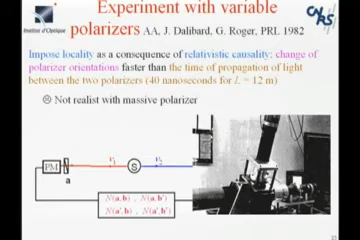 Experiment with variable
Institut d'Optique
polarizers AA, J. Dalibard, G. Roger, PRL 1982
CNRS
Impose locality as a consequence of relativistic causality: change of
polarizer orientations faster than the time of propagation of light
between the two polarizers (40 nanoseconds for L = 12 m)
☹ Not realist with massive polarizer
PM
ν1
S
ν2
a
N(a,b) , N(a,b')
N(a',b) , N(a',b')